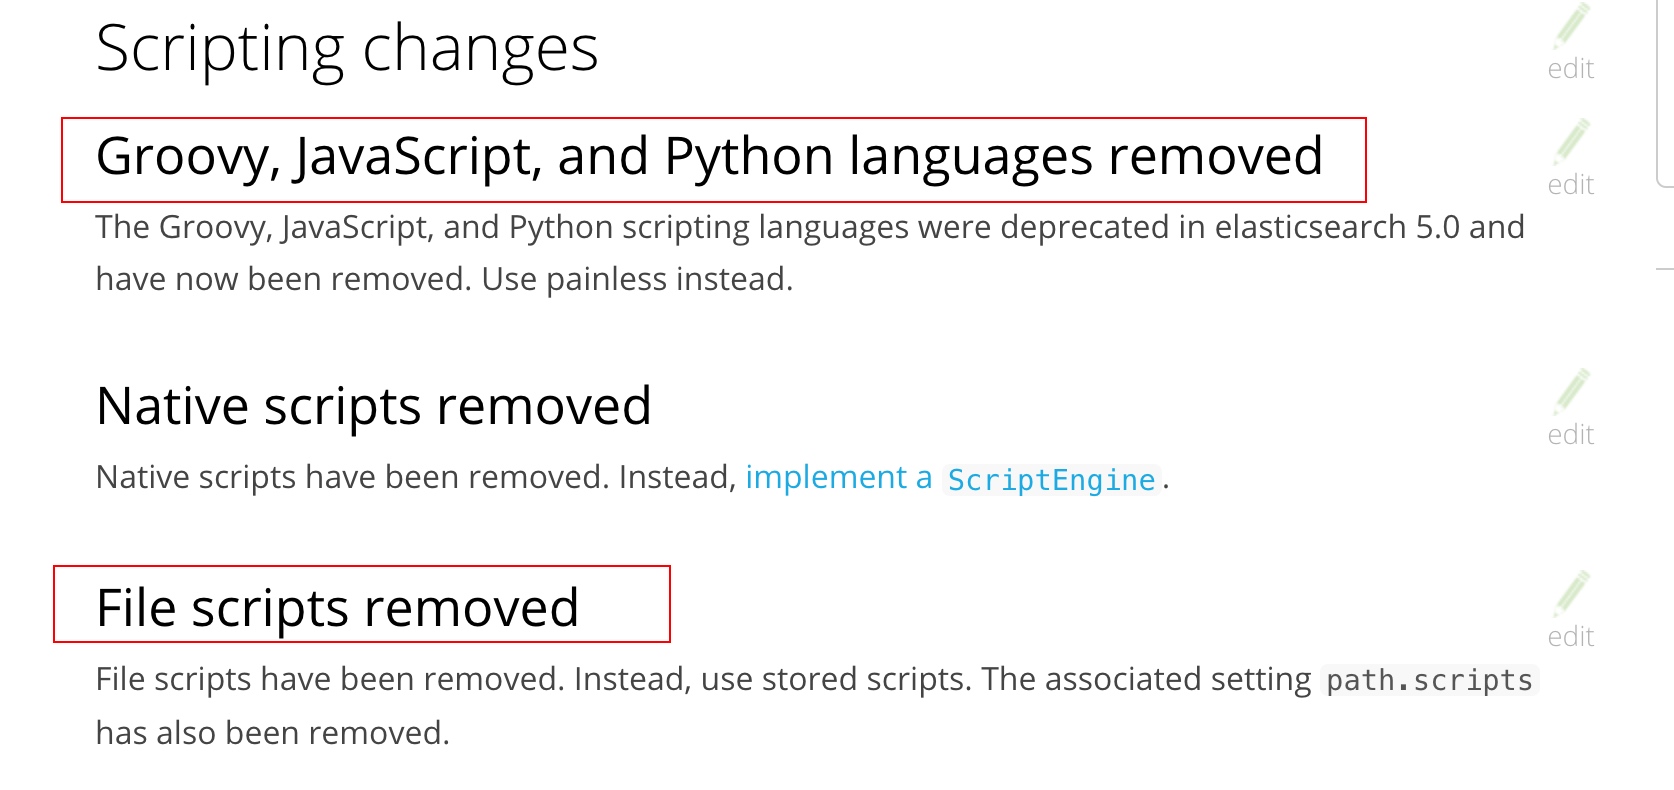 Scripting changes
edit
Groovy, JavaScript, and Python languages removed
edit
The Groovy, JavaScript, and Python scripting languages were deprecated in elasticsearch 5.0 and
have now been removed. Use painless instead.
Native scripts removed
edit
Native scripts have been removed. Instead, implement a ScriptEngine.
File scripts removed
edit
File scripts have been removed. Instead, use stored scripts. The associated setting path.scripts
has also been removed.